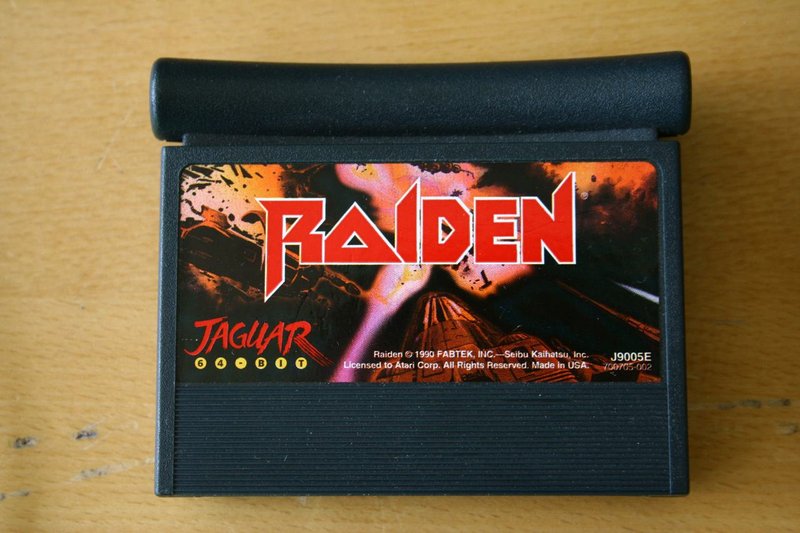 RAIDEN
JAGUAR
64-BIT
Raiden © 1990 FABTEK, INC.—Seibu Kaihatsu, Inc.
Licensed to Atari Corp. All Rights Reserved. Made in USA.
J9005E
700705-002